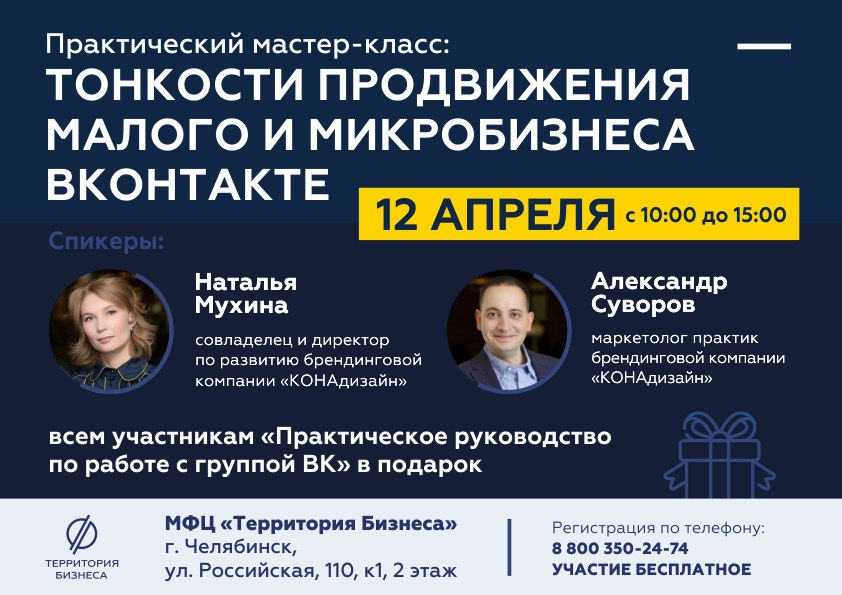 Практический мастер-класс:
ТОНКОСТИ ПРОДВИЖЕНИЯ
МАЛОГО И МИКРОБИЗНЕСА
ВКОНТАКТЕ
12 АПРЕЛЯ с 10:00 до 15:00
Спикеры:
Наталья
Мухина
совладелец и директор
по развитию брендинговой
компании «КОНАдизайн»
Александр
Суворов
маркетолог практик
брендинговой компании
«КОНАдизайн»
всем участникам «Практическое руководство
по работе с группой ВК» в подарок
ТЕРРИТОРИЯ
БИЗНЕСА
МФЦ «Территория Бизнеса»
г. Челябинск,
ул. Российская, 110, к1, 2 этаж
Регистрация по телефону:
8 800 350-24-74
УЧАСТИЕ БЕСПЛАТНОЕ